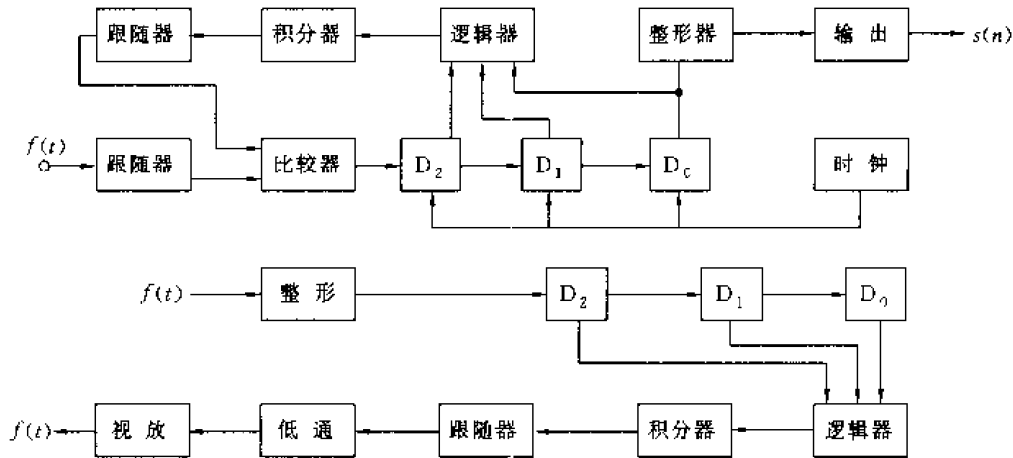 跟随器 积分器 逻辑器 整形器 输出 s(n)
f(t)
跟随器 比较器 D₂ D₁ D₀ 时钟
f(t) 整形 D₂ D₁ D₀
f(t) 视放 低通 跟随器 积分器 逻辑器